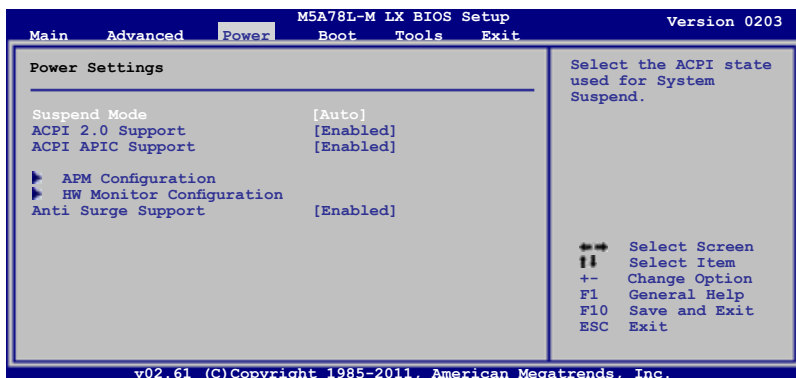 M5A78L-M LX BIOS Setup
Version 0203
Main Advanced Power Boot Tools Exit
Power Settings
Suspend Mode [Auto]
ACPI 2.0 Support [Enabled]
ACPI APIC Support [Enabled]
APM Configuration
HW Monitor Configuration
Anti Surge Support [Enabled]
Select the ACPI state
used for System
Suspend.
Select Screen
Select Item
+- Change Option
F1 General Help
F10 Save and Exit
ESC Exit
v02.61 (C)Copyright 1985-2011, American Megatrends, Inc.